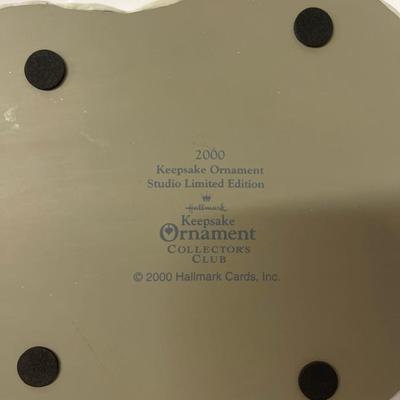 2000
Keepsake Ornament
Studio Limited Edition
Hallmark
Keepsake
Ornament
COLLECTOR'S
CLUB
© 2000 Hallmark Cards, Inc.